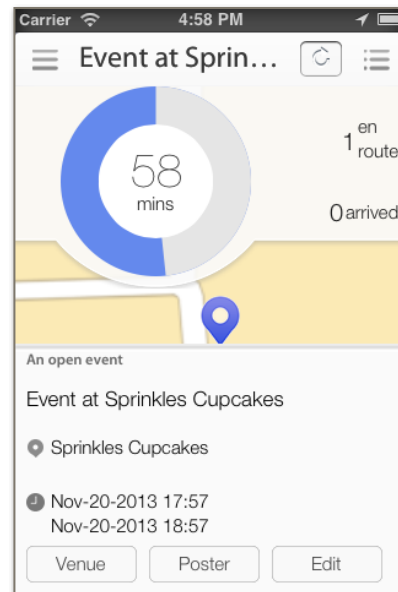 Carrier 4:58 PM
Event at Sprin...
58
mins
1 en route
0 arrived
An open event
Event at Sprinkles Cupcakes
Sprinkles Cupcakes
Nov-20-2013 17:57
Nov-20-2013 18:57
Venue Poster Edit